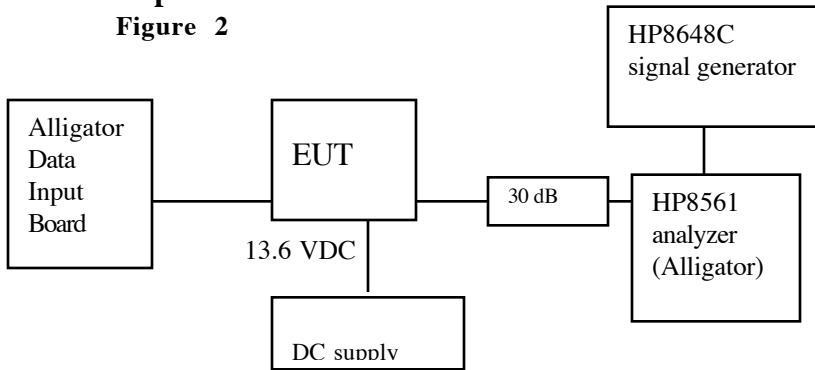 Figure 2
HP8648C
signal generator
Alligator
Data
Input
Board
EUT
30 dB
HP8561
analyzer
(Alligator)
13.6 VDC
DC supply